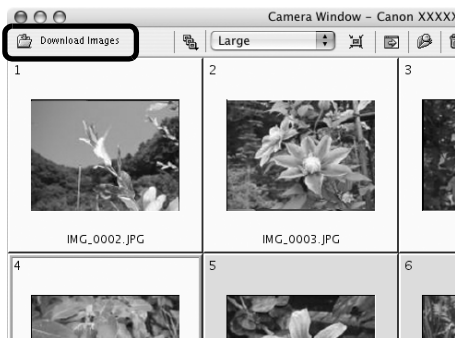 Camera Window – Canon XXXXX
Download Images
Large
1
2
3
IMG_0002.JPG
IMG_0003.JPG
4
5
6